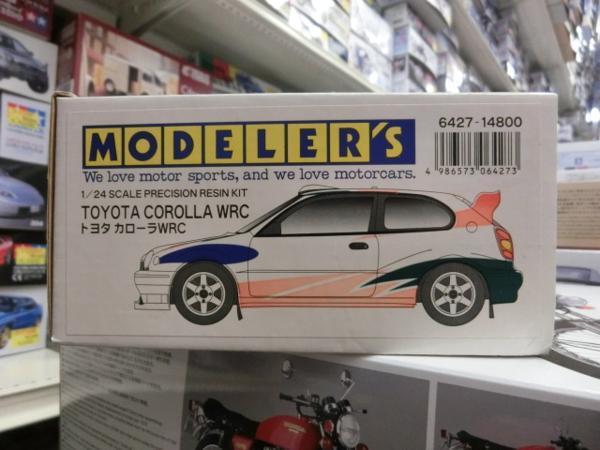 MODELER'S
We love motor sports, and we love motorcars.
1/24 SCALE PRECISION RESIN KIT
TOYOTA COROLLA WRC
トヨタ カローラWRC
6427-14800
4 986573 064273